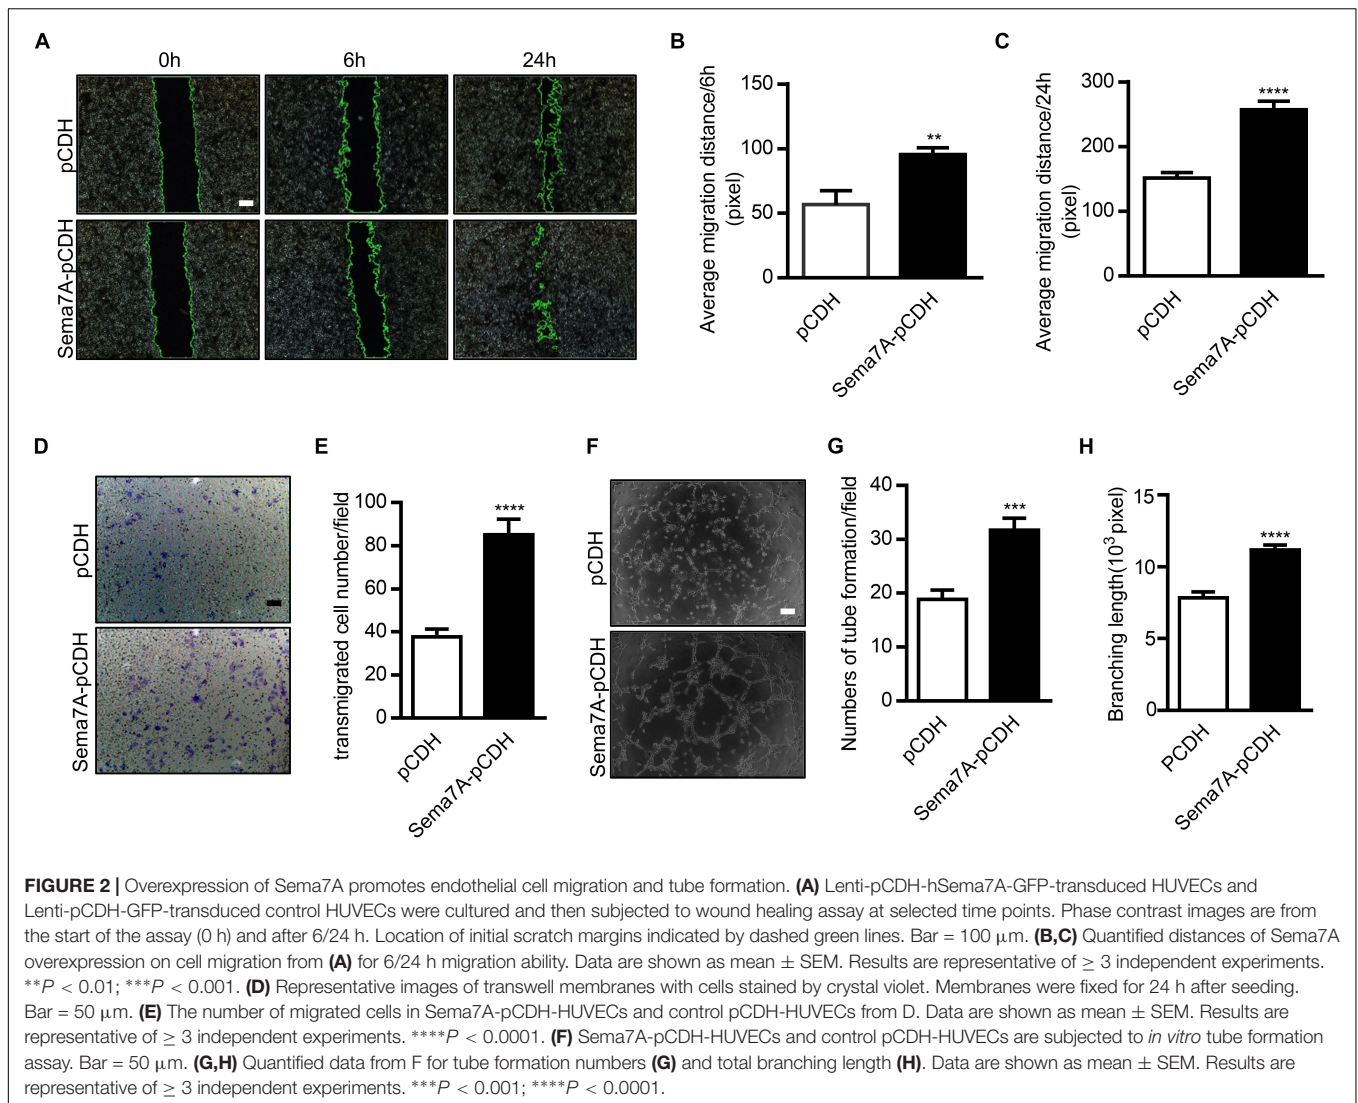 A
0h
6h
24h
pCDH
Sema7A-pCDH
B
Average migration distance/6h
(pixel)
150
100
50
0
**
pCDH
Sema7A-pCDH
C
Average migration distance/24h
(pixel)
300
200
100
0
****
pCDH
Sema7A-pCDH
D
pCDH
Sema7A-pCDH
E
transmigrated cell number/field
100
80
60
40
20
0
****
pCDH
Sema7A-pCDH
F
pCDH
Sema7A-pCDH
G
Numbers of tube formation/field
40
30
20
10
0
***
pCDH
Sema7A-pCDH
H
Branching length(10³ pixel)
15
10
5
0
****
PCDH
Sema7A-pCDH
FIGURE 2 | Overexpression of Sema7A promotes endothelial cell migration and tube formation. (A) Lenti-pCDH-hSema7A-GFP-transduced HUVECs and
Lenti-pCDH-GFP-transduced control HUVECs were cultured and then subjected to wound healing assay at selected time points. Phase contrast images are from
the start of the assay (0 h) and after 6/24 h. Location of initial scratch margins indicated by dashed green lines. Bar = 100 μm. (B,C) Quantified distances of Sema7A
overexpression on cell migration from (A) for 6/24 h migration ability. Data are shown as mean ± SEM. Results are representative of ≥ 3 independent experiments.
**P < 0.01; ***P < 0.001. (D) Representative images of transwell membranes with cells stained by crystal violet. Membranes were fixed for 24 h after seeding.
Bar = 50 μm. (E) The number of migrated cells in Sema7A-pCDH-HUVECs and control pCDH-HUVECs from D. Data are shown as mean ± SEM. Results are
representative of ≥ 3 independent experiments. ****P < 0.0001. (F) Sema7A-pCDH-HUVECs and control pCDH-HUVECs are subjected to in vitro tube formation
assay. Bar = 50 μm. (G,H) Quantified data from F for tube formation numbers (G) and total branching length (H). Data are shown as mean ± SEM. Results are
representative of ≥ 3 independent experiments. ***P < 0.001; ****P < 0.0001.